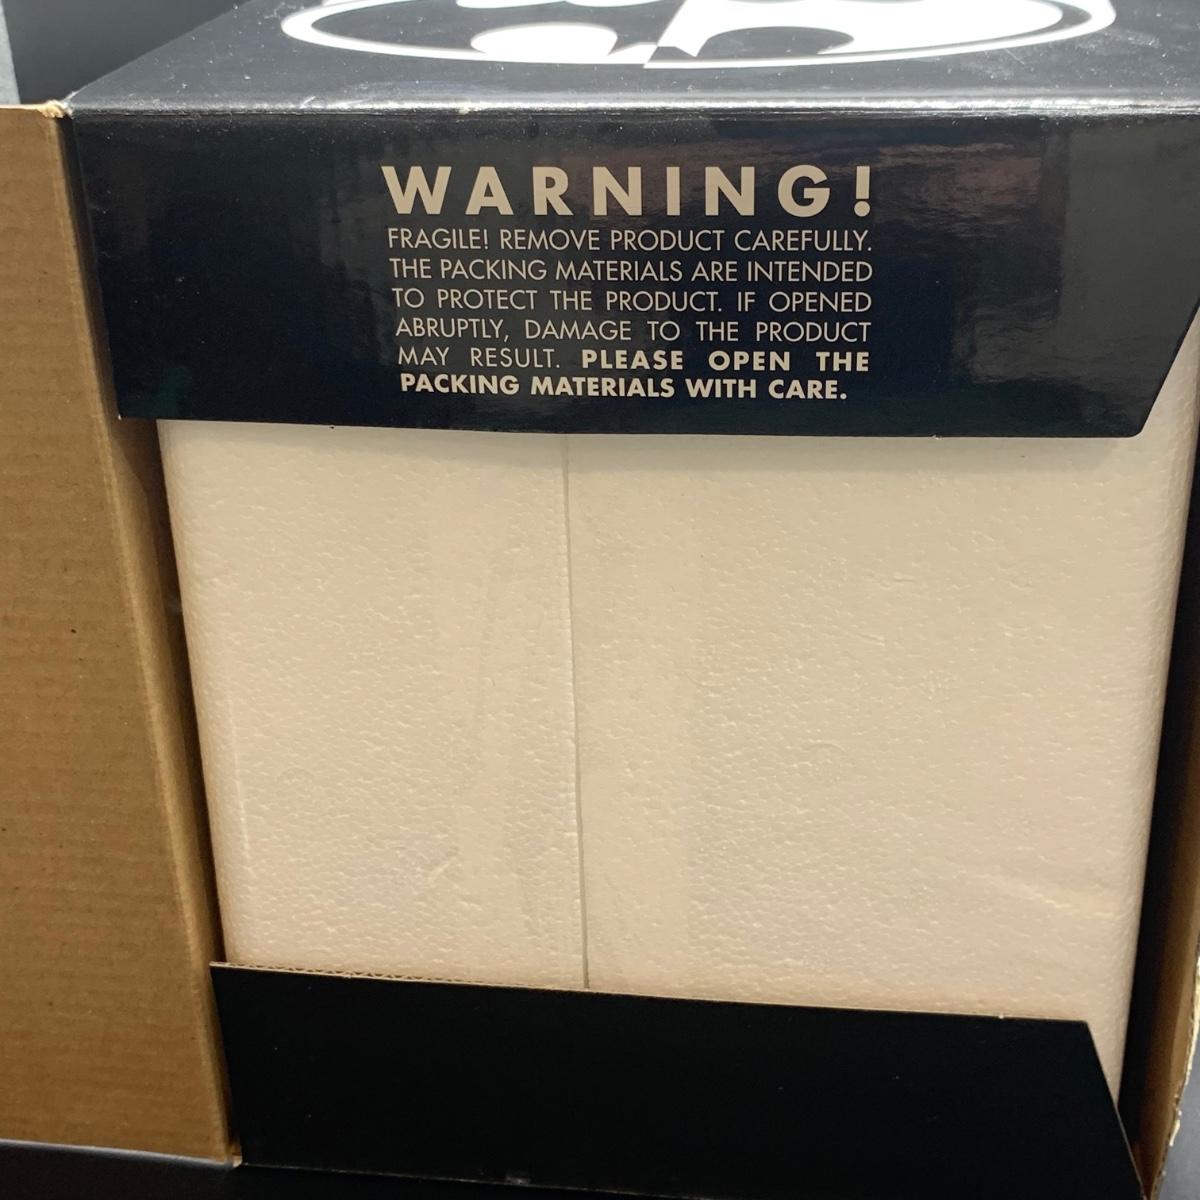 WARNING!
FRAGILE! REMOVE PRODUCT CAREFULLY.
THE PACKING MATERIALS ARE INTENDED
TO PROTECT THE PRODUCT. IF OPENED
ABRUPTLY, DAMAGE TO THE PRODUCT
MAY RESULT. PLEASE OPEN THE
PACKING MATERIALS WITH CARE.